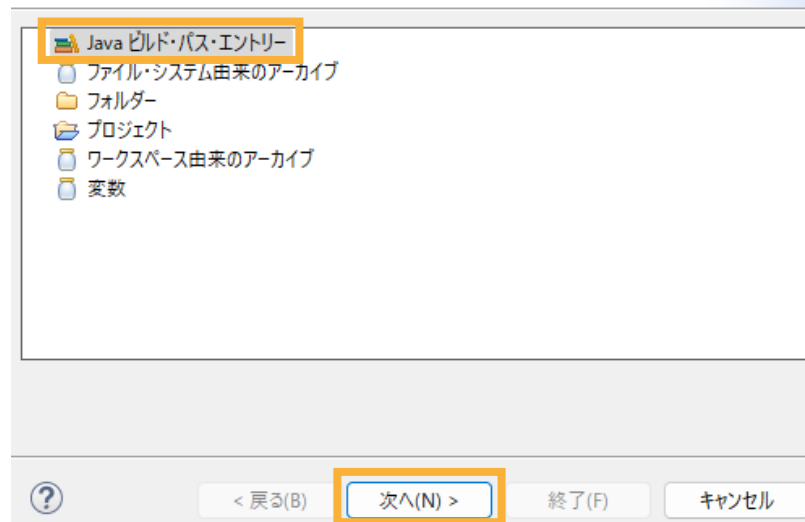 Java ビルド・パス・エントリー
ファイル・システム由来のアーカイブ
フォルダー
プロジェクト
ワークスペース由来のアーカイブ
変数
< 戻る(B) 次へ(N) > 終了(F) キャンセル